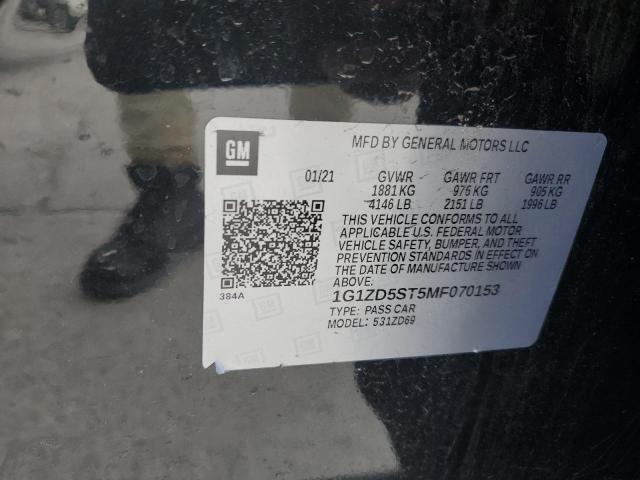 GM
MFD BY GENERAL MOTORS LLC
01/21 GVWR GAWR FRT GAWR RR
1881 KG 976 KG 905 KG
4146 LB 2151 LB 1996 LB
THIS VEHICLE CONFORMS TO ALL
APPLICABLE U.S. FEDERAL MOTOR
VEHICLE SAFETY, BUMPER, AND THEFT
PREVENTION STANDARDS IN EFFECT ON
THE DATE OF MANUFACTURE SHOWN
ABOVE.
384A
1G1ZD5ST5MF070153
TYPE: PASS CAR
MODEL: 531ZD69